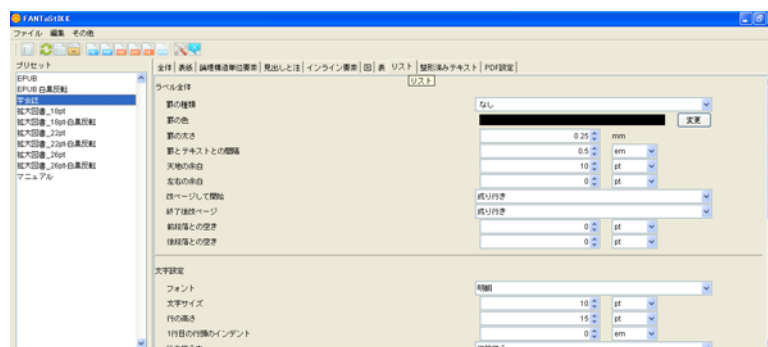 FANTaStIKK
ファイル 編集 その他
プリセット
EPUB
EPUB 白黒反転
学会誌
拡大図書_18pt
拡大図書_18pt-白黒反転
拡大図書_22pt
拡大図書_22pt-白黒反転
拡大図書_26pt
拡大図書_26pt-白黒反転
マニュアル
全体 表紙 論理構造単位要素 見出しと注 インライン要素 図 表 リスト 整形済みテキスト PDF設定
リスト
ラベル全体
罫の種類 なし
罫の色 変更
罫の太さ 0.25 mm
罫とテキストとの間隔 0.5 em
天地の余白 10 pt
左右の余白 0 pt
改ページして開始 成り行き
終了後改ページ 成り行き
前段落との空き 0 pt
後段落との空き 0 pt
文字設定
フォント 明朝
文字サイズ 10 pt
行の高さ 15 pt
1行目の行頭のインデント 0 em